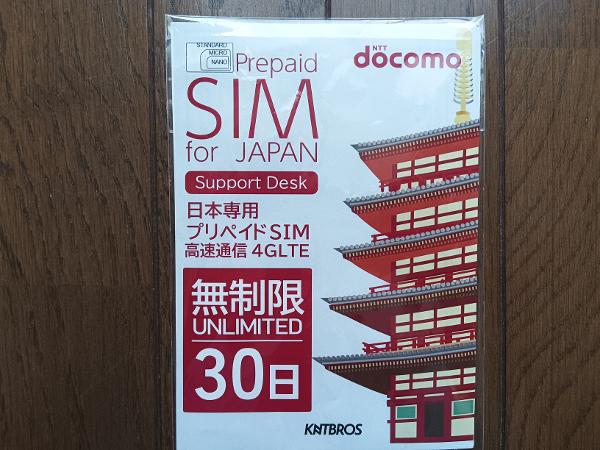 STANDARD
MICRO
NANO
Prepaid
SIM
for JAPAN
Support Desk
NTT
docomo
日本専用
プリペイドSIM
高速通信 4GLTE
無制限
UNLIMITED
30日
KNTBROS